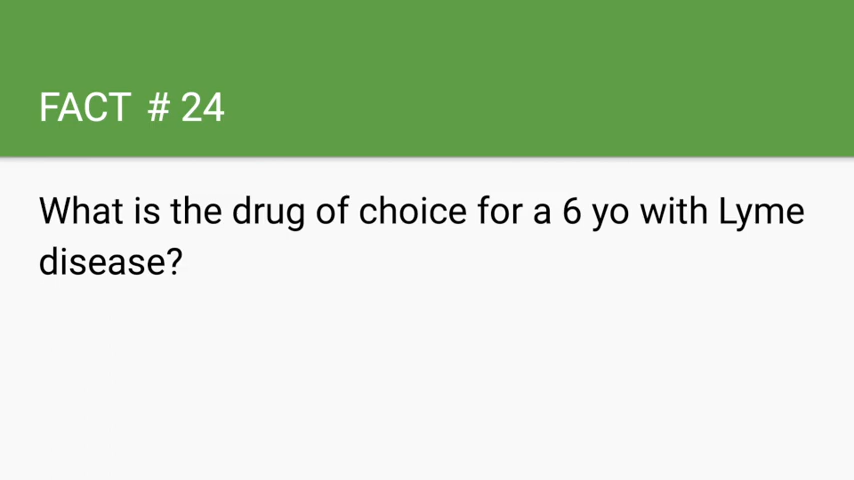 FACT # 24
What is the drug of choice for a 6 yo with Lyme
disease?